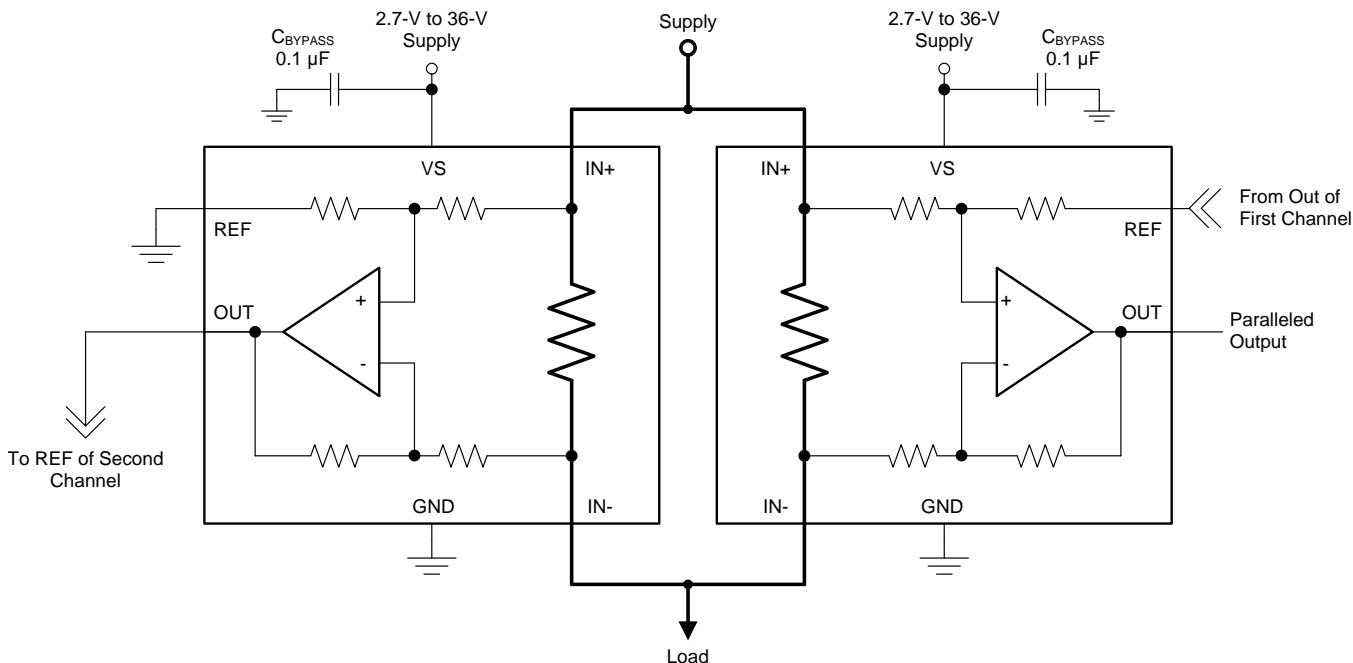 2.7-V to 36-V
Supply
CBYPASS
0.1 µF
VS
IN+
REF
+
OUT
-
GND
IN-
To REF of Second
Channel
Supply
Load
2.7-V to 36-V
Supply
CBYPASS
0.1 µF
IN+
VS
REF
From Out of
First Channel
+
OUT
-
Paralleled
Output
IN-
GND